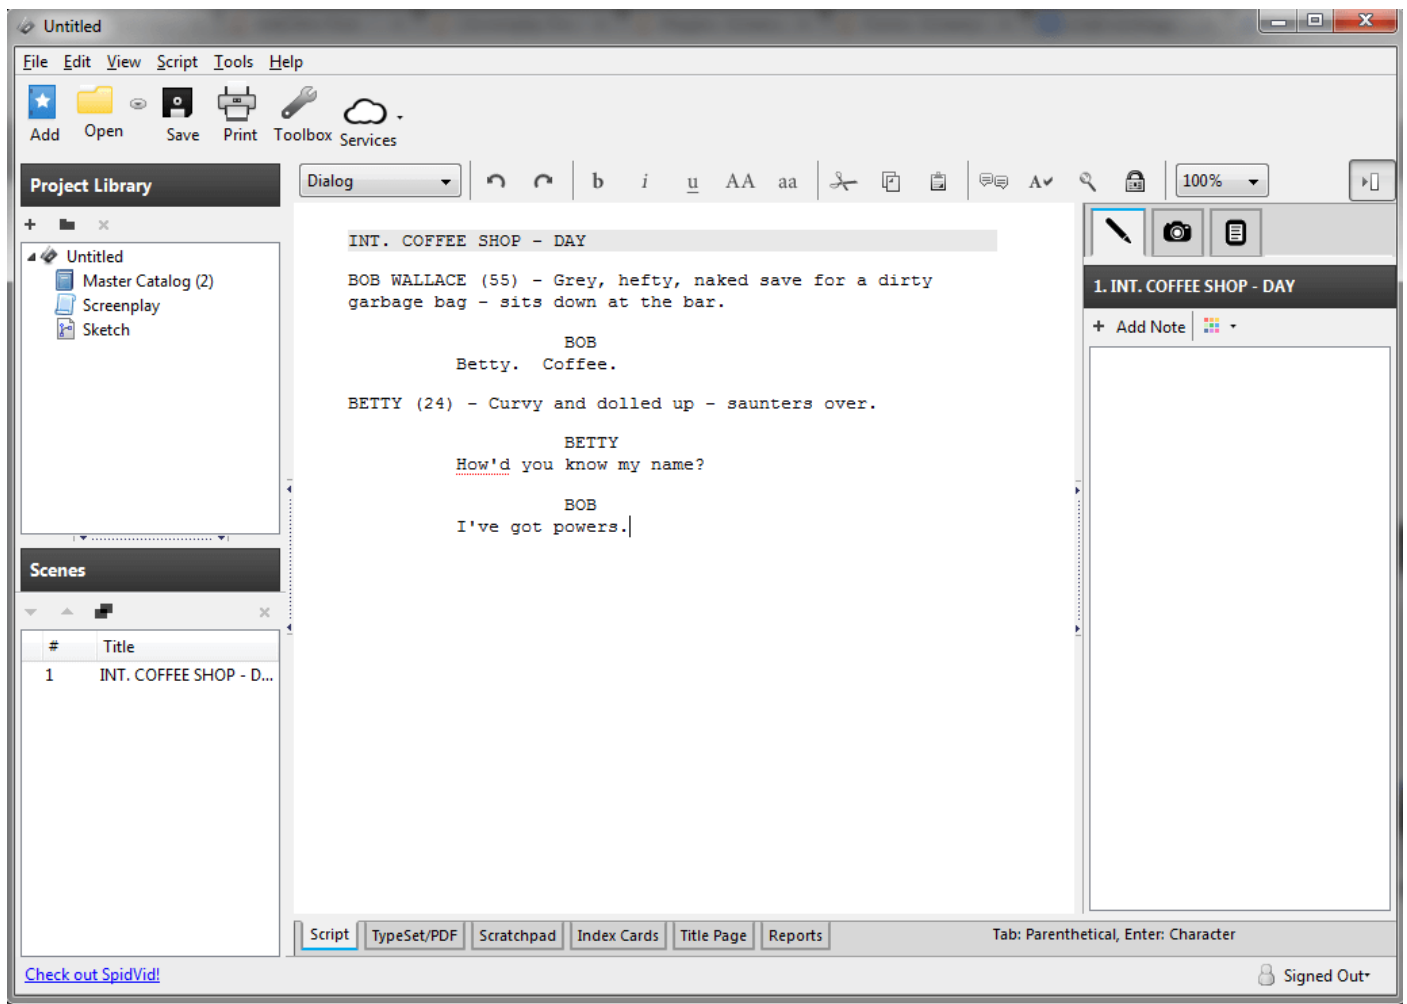 Untitled
File Edit View Script Tools Help
Add Open Save Print Toolbox Services
Project Library
Dialog b i u AA aa A 100%
Untitled
Master Catalog (2)
Screenplay
Sketch
INT. COFFEE SHOP - DAY
BOB WALLACE (55) - Grey, hefty, naked save for a dirty
garbage bag - sits down at the bar.
BOB
Betty.  Coffee.
BETTY (24) - Curvy and dolled up - saunters over.
BETTY
How'd you know my name?
BOB
I've got powers.
1. INT. COFFEE SHOP - DAY
+ Add Note
Scenes
# Title
1 INT. COFFEE SHOP - D...
Script TypeSet/PDF Scratchpad Index Cards Title Page Reports
Tab: Parenthetical, Enter: Character
Check out SpidVid!
Signed Out